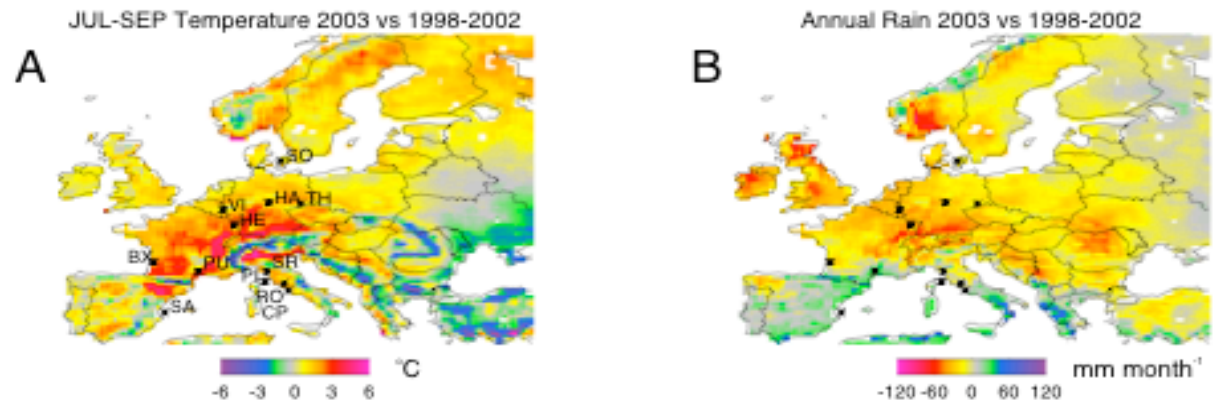 JUL-SEP Temperature 2003 vs 1998-2002
A
SO
VI
HA TH
HE
BX
PU
SR
PI
RO
SA
CP
-6 -3 0 3 6
°C
Annual Rain 2003 vs 1998-2002
B
-120 -60 0 60 120
mm month⁻¹